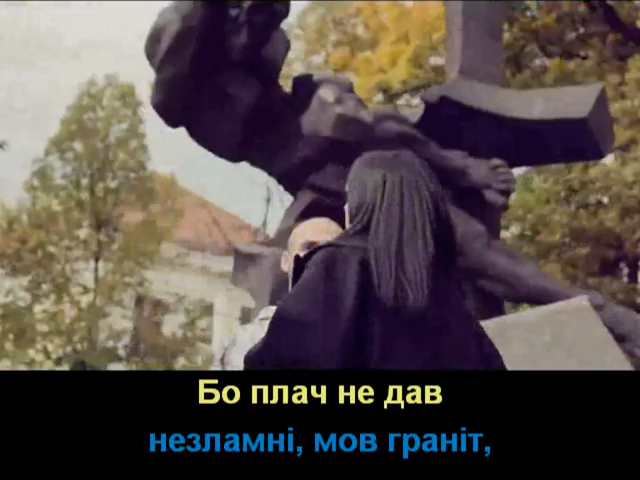 Бо плач не дав
незламні, мов граніт,